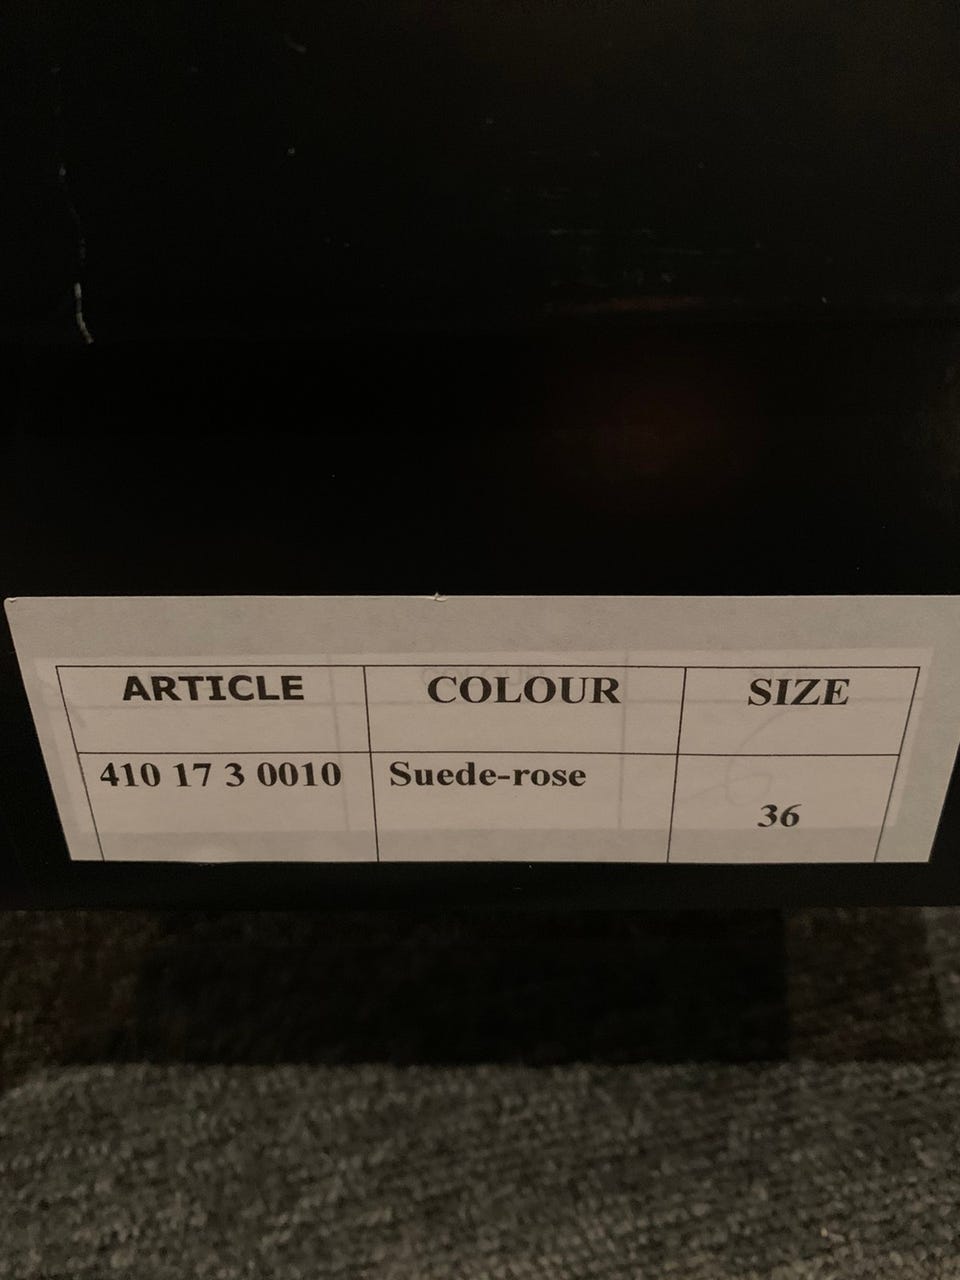 ARTICLE COLOUR SIZE
410 17 3 0010 Suede-rose
36